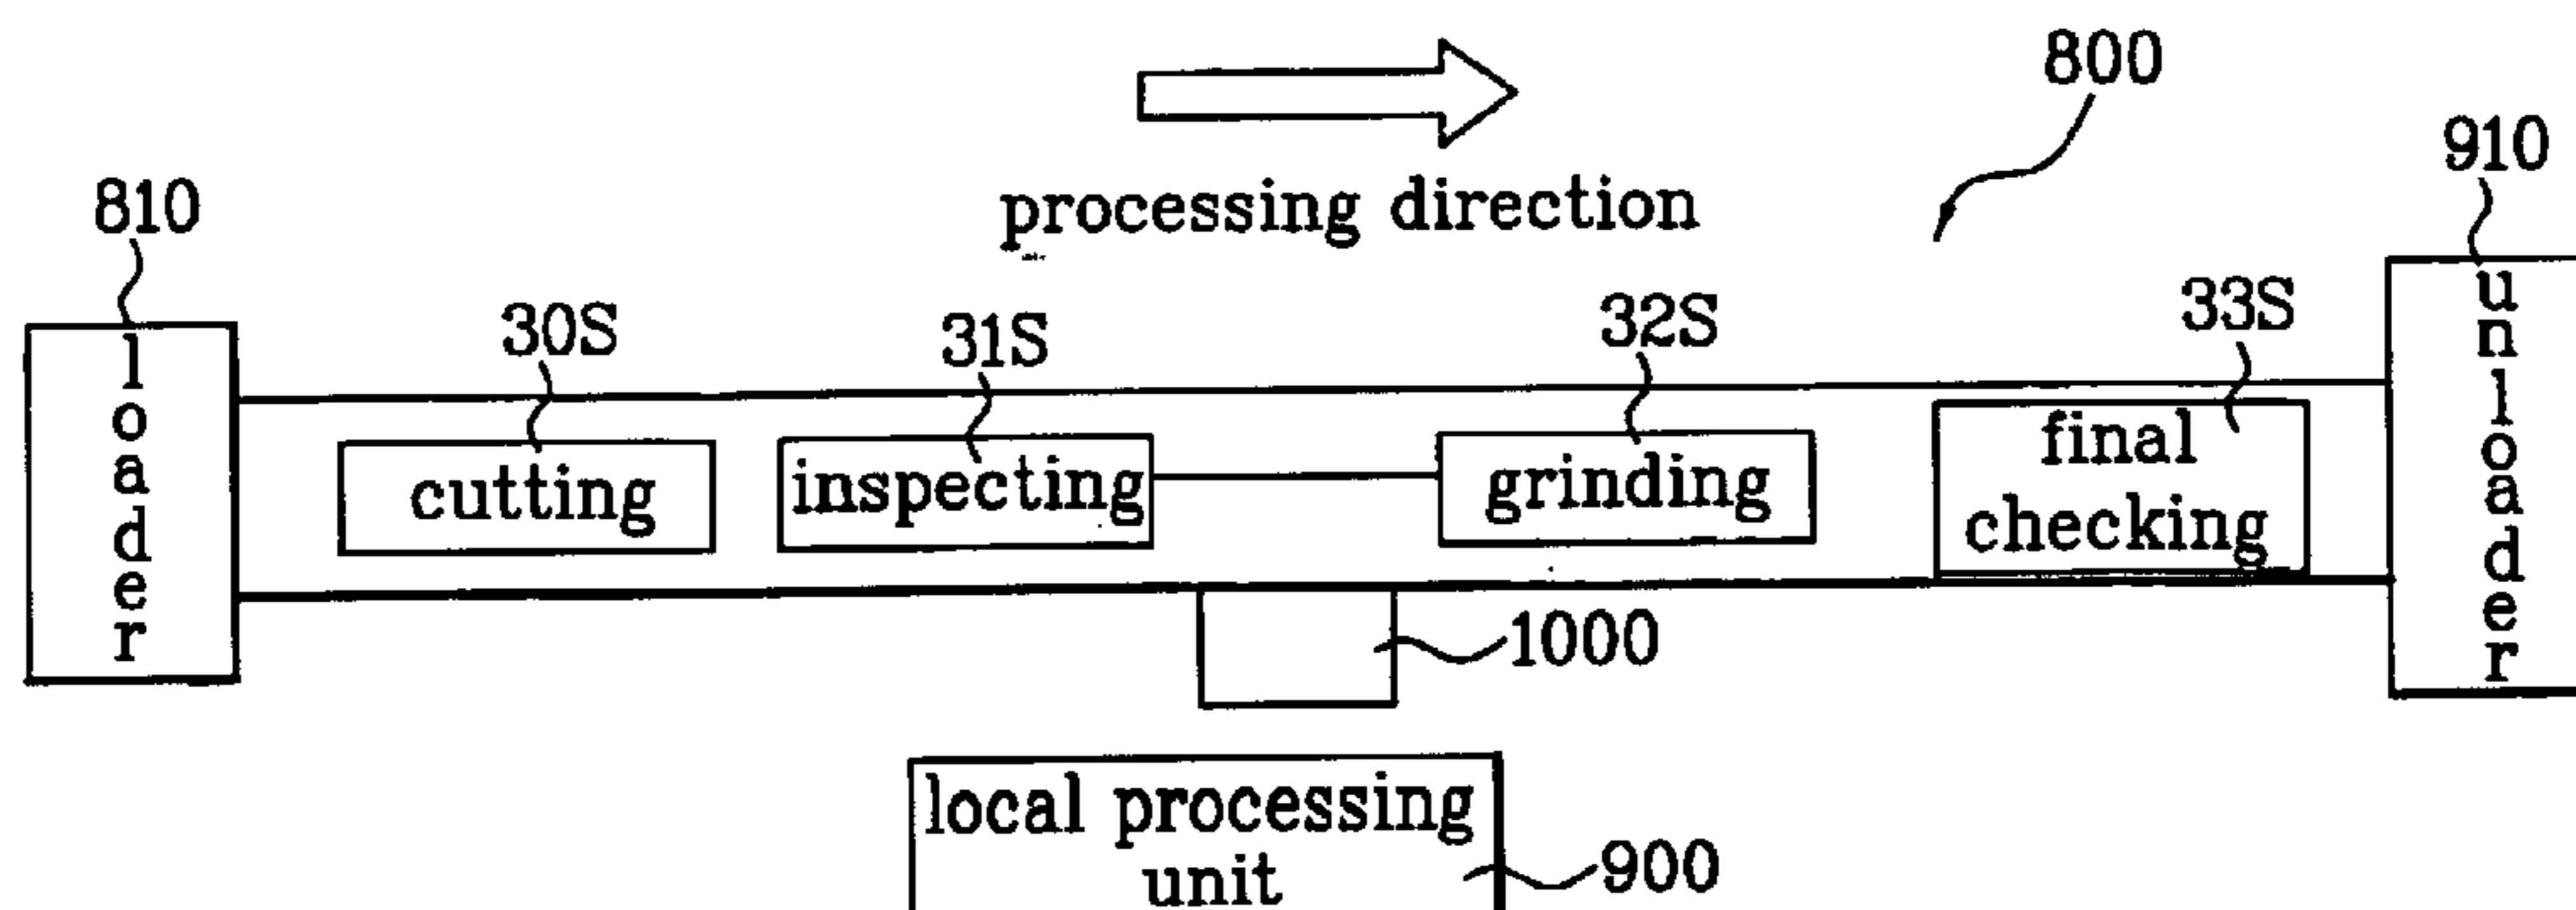 800
910
processing direction
810
30S
31S
32S
33S
loader
cutting
inspecting
grinding
final
checking
unloader
1000
local processing
unit
900